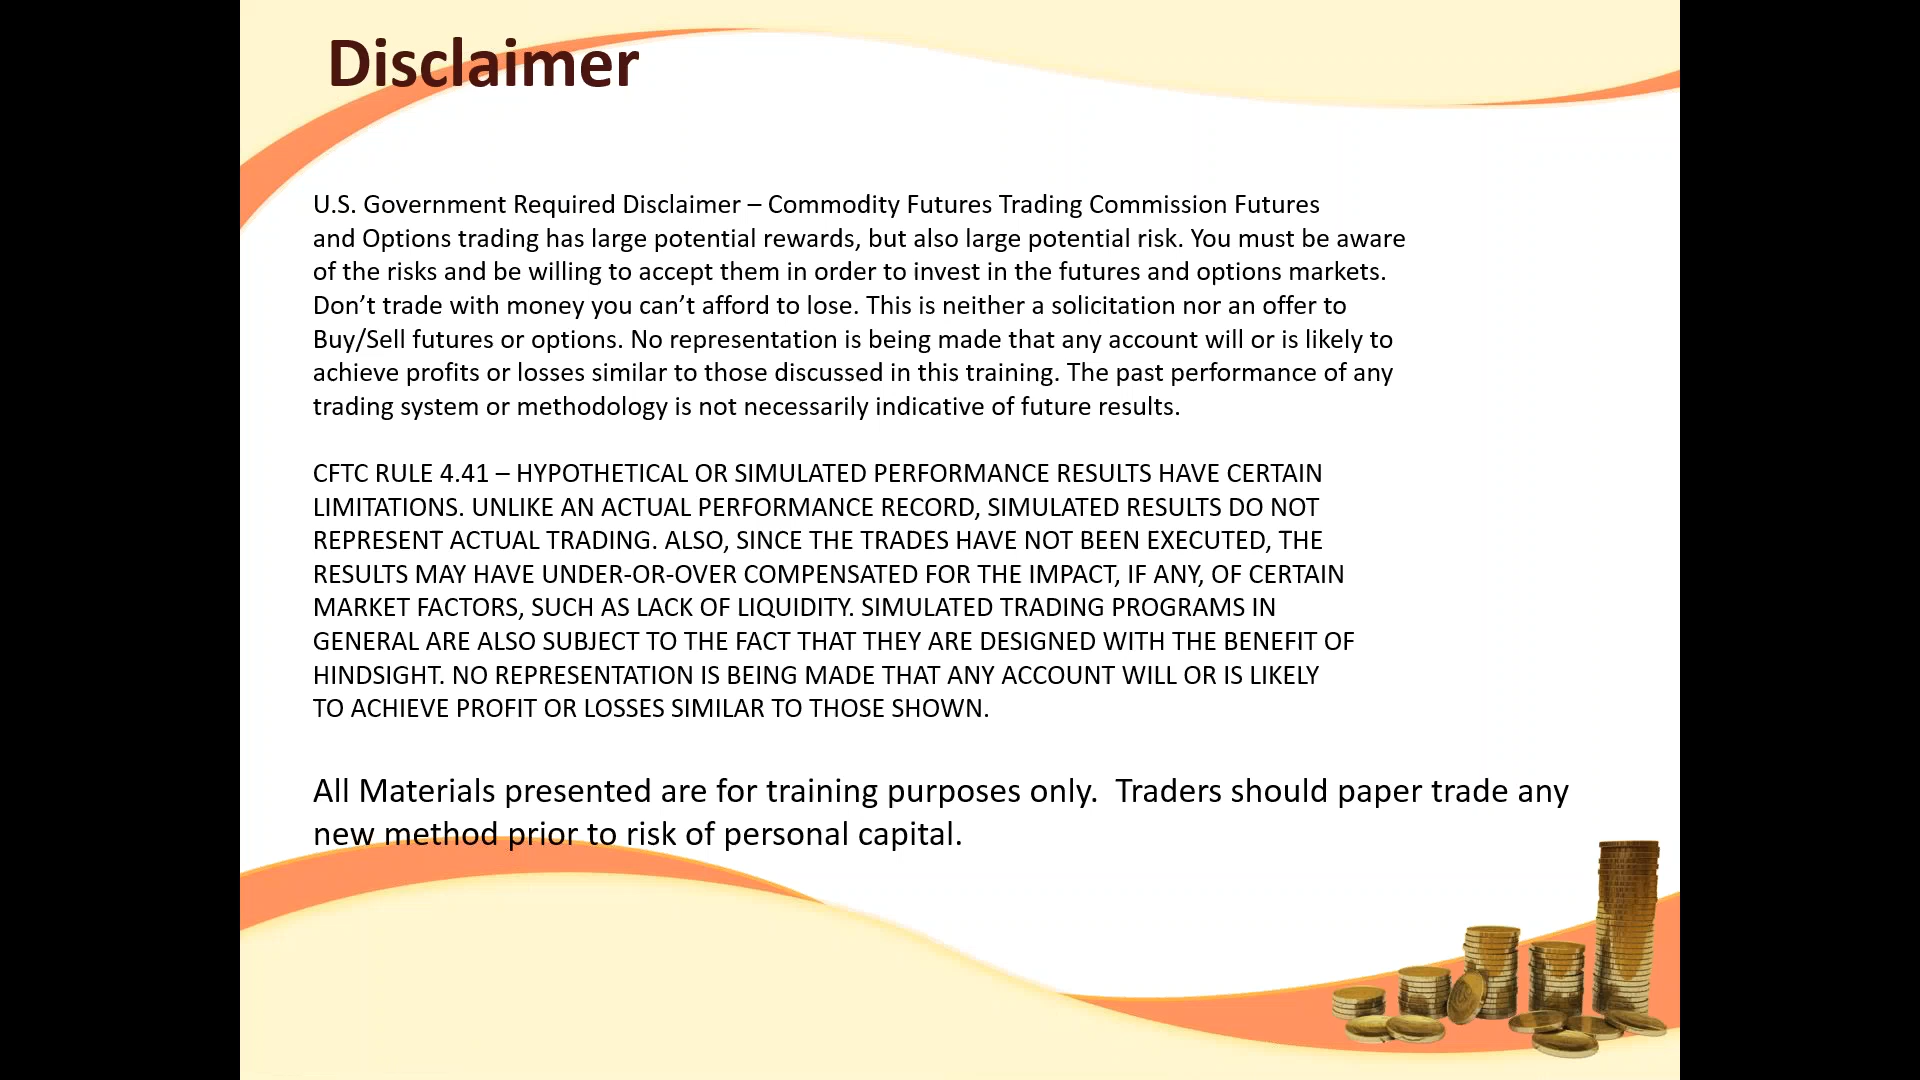 Disclaimer
U.S. Government Required Disclaimer – Commodity Futures Trading Commission Futures
and Options trading has large potential rewards, but also large potential risk. You must be aware
of the risks and be willing to accept them in order to invest in the futures and options markets.
Don’t trade with money you can’t afford to lose. This is neither a solicitation nor an offer to
Buy/Sell futures or options. No representation is being made that any account will or is likely to
achieve profits or losses similar to those discussed in this training. The past performance of any
trading system or methodology is not necessarily indicative of future results.
CFTC RULE 4.41 – HYPOTHETICAL OR SIMULATED PERFORMANCE RESULTS HAVE CERTAIN
LIMITATIONS. UNLIKE AN ACTUAL PERFORMANCE RECORD, SIMULATED RESULTS DO NOT
REPRESENT ACTUAL TRADING. ALSO, SINCE THE TRADES HAVE NOT BEEN EXECUTED, THE
RESULTS MAY HAVE UNDER-OR-OVER COMPENSATED FOR THE IMPACT, IF ANY, OF CERTAIN
MARKET FACTORS, SUCH AS LACK OF LIQUIDITY. SIMULATED TRADING PROGRAMS IN
GENERAL ARE ALSO SUBJECT TO THE FACT THAT THEY ARE DESIGNED WITH THE BENEFIT OF
HINDSIGHT. NO REPRESENTATION IS BEING MADE THAT ANY ACCOUNT WILL OR IS LIKELY
TO ACHIEVE PROFIT OR LOSSES SIMILAR TO THOSE SHOWN.
All Materials presented are for training purposes only.  Traders should paper trade any
new method prior to risk of personal capital.